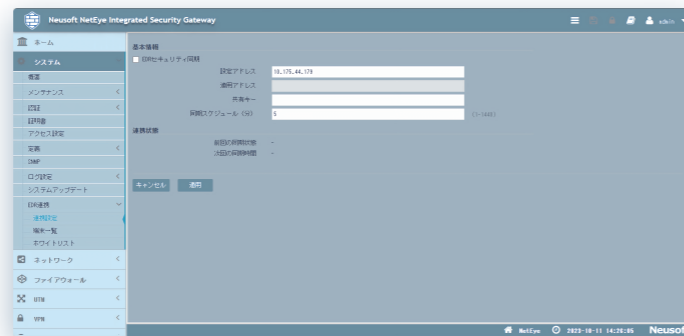 Neusoft NetEye Integrated Security Gateway
admin
ホーム
システム
概要
メンテナンス
認証
証明書
アクセス設定
定義
SNMP
ログ設定
システムアップデート
EDR連携
連携設定
端末一覧
ホワイトリスト
ネットワーク
ファイアウォール
UTM
VPN
基本情報
EDRセキュリティ同期
設定アドレス 10.175.44.179
適用アドレス
共有キー
同期スケジュール（分） 5 (1-1440)
連携状態
前回の同期状態 -
次回の同期時間 -
キャンセル 適用
NetEye 2023-10-11 14:26:05 Neusoft